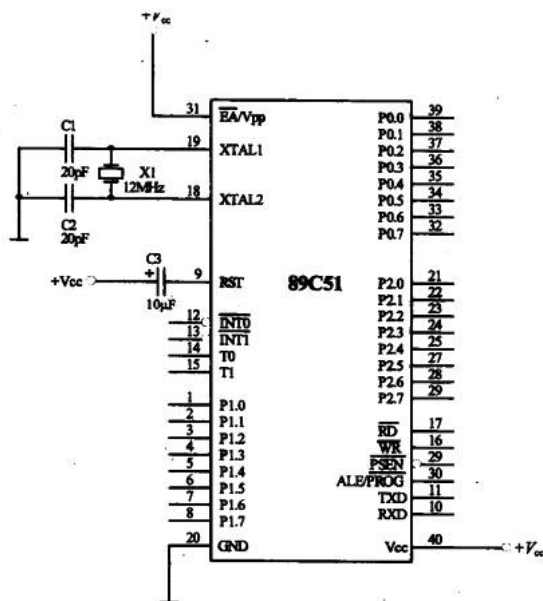 +Vcc
31 EA/Vpp P0.0 39
P0.1 38
C1 19 XTAL1 P0.2 37
P0.3 36
20pF X1 P0.4 35
12MHz 18 XTAL2 P0.5 34
P0.6 33
C2 P0.7 32
20pF
C3
+Vcc + 9 RST 89C51 P2.0 21
10μF P2.1 22
12 INT0 P2.2 23
13 INT1 P2.3 24
14 T0 P2.4 25
15 T1 P2.5 27
P2.6 28
1 P1.0 P2.7 29
2 P1.1
3 P1.2 RD 17
4 P1.3 WR 16
5 P1.4 PSEN 29
6 P1.5 ALE/PROG 30
7 P1.6 TXD 11
8 P1.7 RXD 10
20 GND Vcc 40 +Vcc